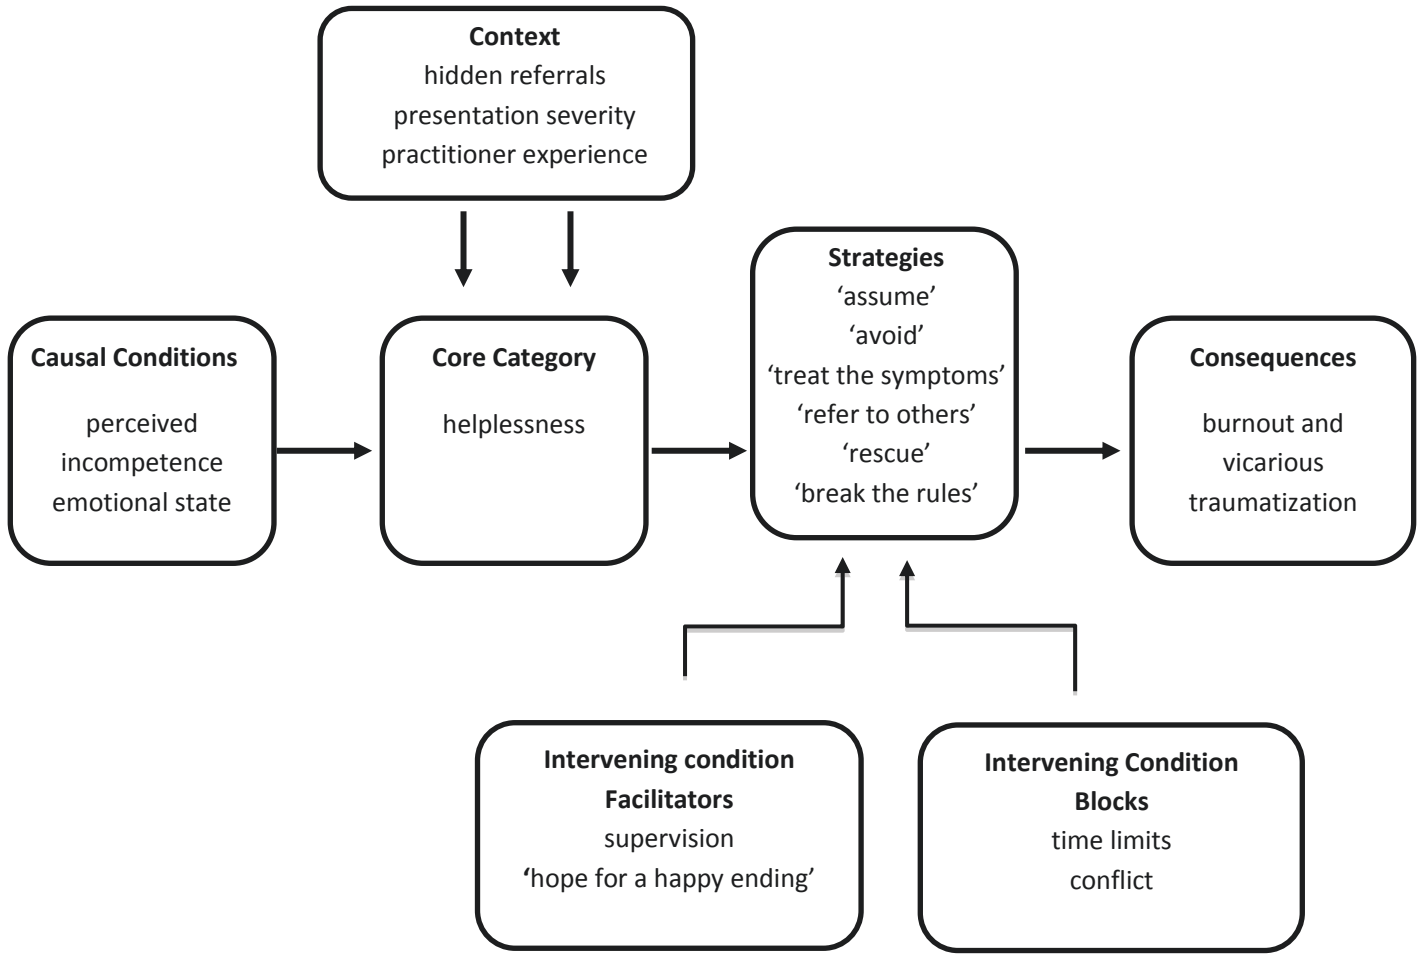 Context
hidden referrals
presentation severity
practitioner experience
Causal Conditions
perceived
incompetence
emotional state
Core Category
helplessness
Strategies
‘assume’
‘avoid’
‘treat the symptoms’
‘refer to others’
‘rescue’
‘break the rules’
Consequences
burnout and
vicarious
traumatization
Intervening condition
Facilitators
supervision
‘hope for a happy ending’
Intervening Condition
Blocks
time limits
conflict